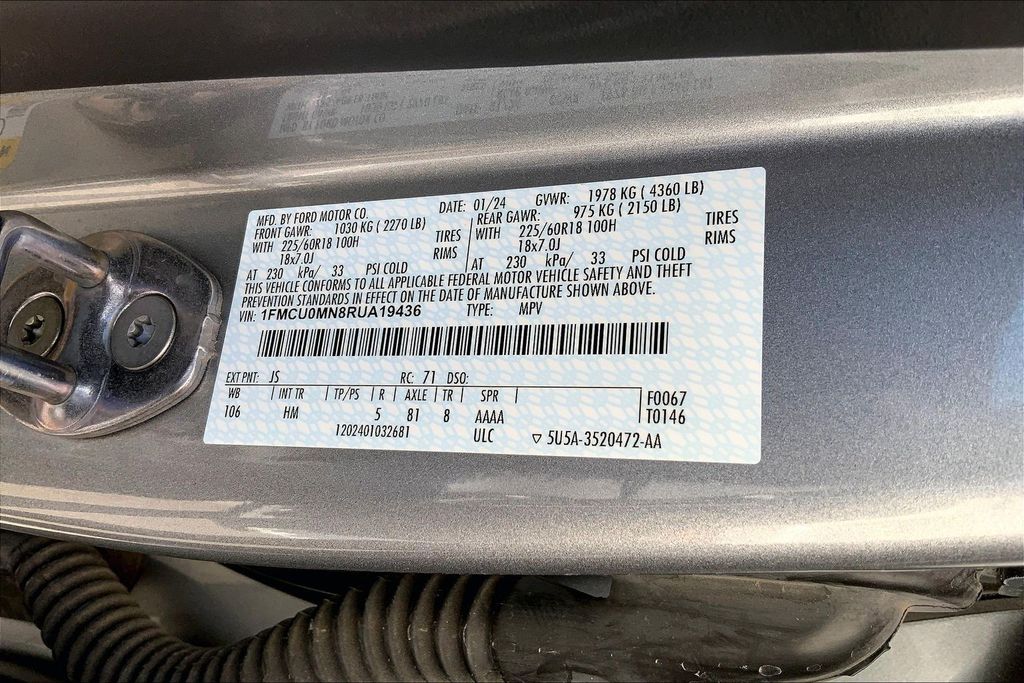 MFD. BY FORD MOTOR CO. DATE: 01/24 GVWR: 1978 KG ( 4360 LB)
FRONT GAWR: 1030 KG ( 2270 LB) REAR GAWR: 975 KG ( 2150 LB)
WITH 225/60R18 100H TIRES WITH 225/60R18 100H TIRES
18x7.0J RIMS 18x7.0J RIMS
AT 230 kPa/ 33 PSI COLD AT 230 kPa/ 33 PSI COLD
THIS VEHICLE CONFORMS TO ALL APPLICABLE FEDERAL MOTOR VEHICLE SAFETY AND THEFT
PREVENTION STANDARDS IN EFFECT ON THE DATE OF MANUFACTURE SHOWN ABOVE.
VIN: 1FMCU0MN8RUA19436 TYPE: MPV
EXT PNT: JS RC: 71 DSO:
WB INT TR TP/PS R AXLE TR SPR F0067
106 HM 5 81 8 AAAA T0146
1202401032681 ULC ▽ 5U5A-3520472-AA